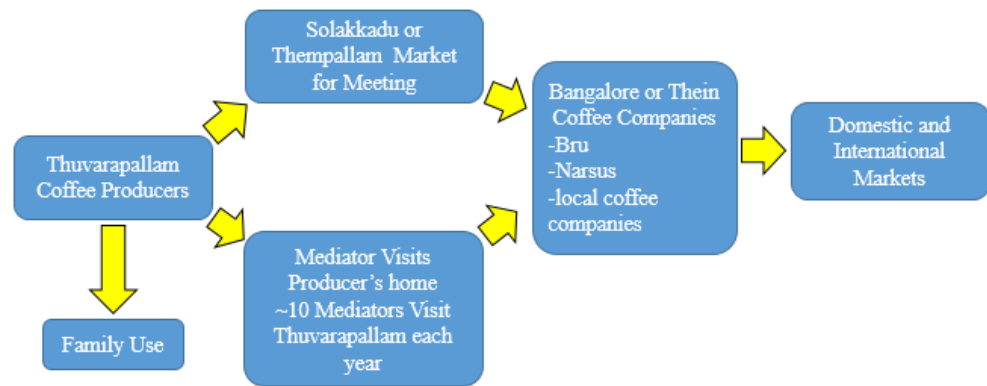 Solakkadu or
Thempallam Market
for Meeting
Thuvarapallam
Coffee Producers
Family Use
Mediator Visits
Producer's home
~10 Mediators Visit
Thuvarapallam each
year
Bangalore or Thein
Coffee Companies
-Bru
-Narsus
-local coffee
companies
Domestic and
International
Markets